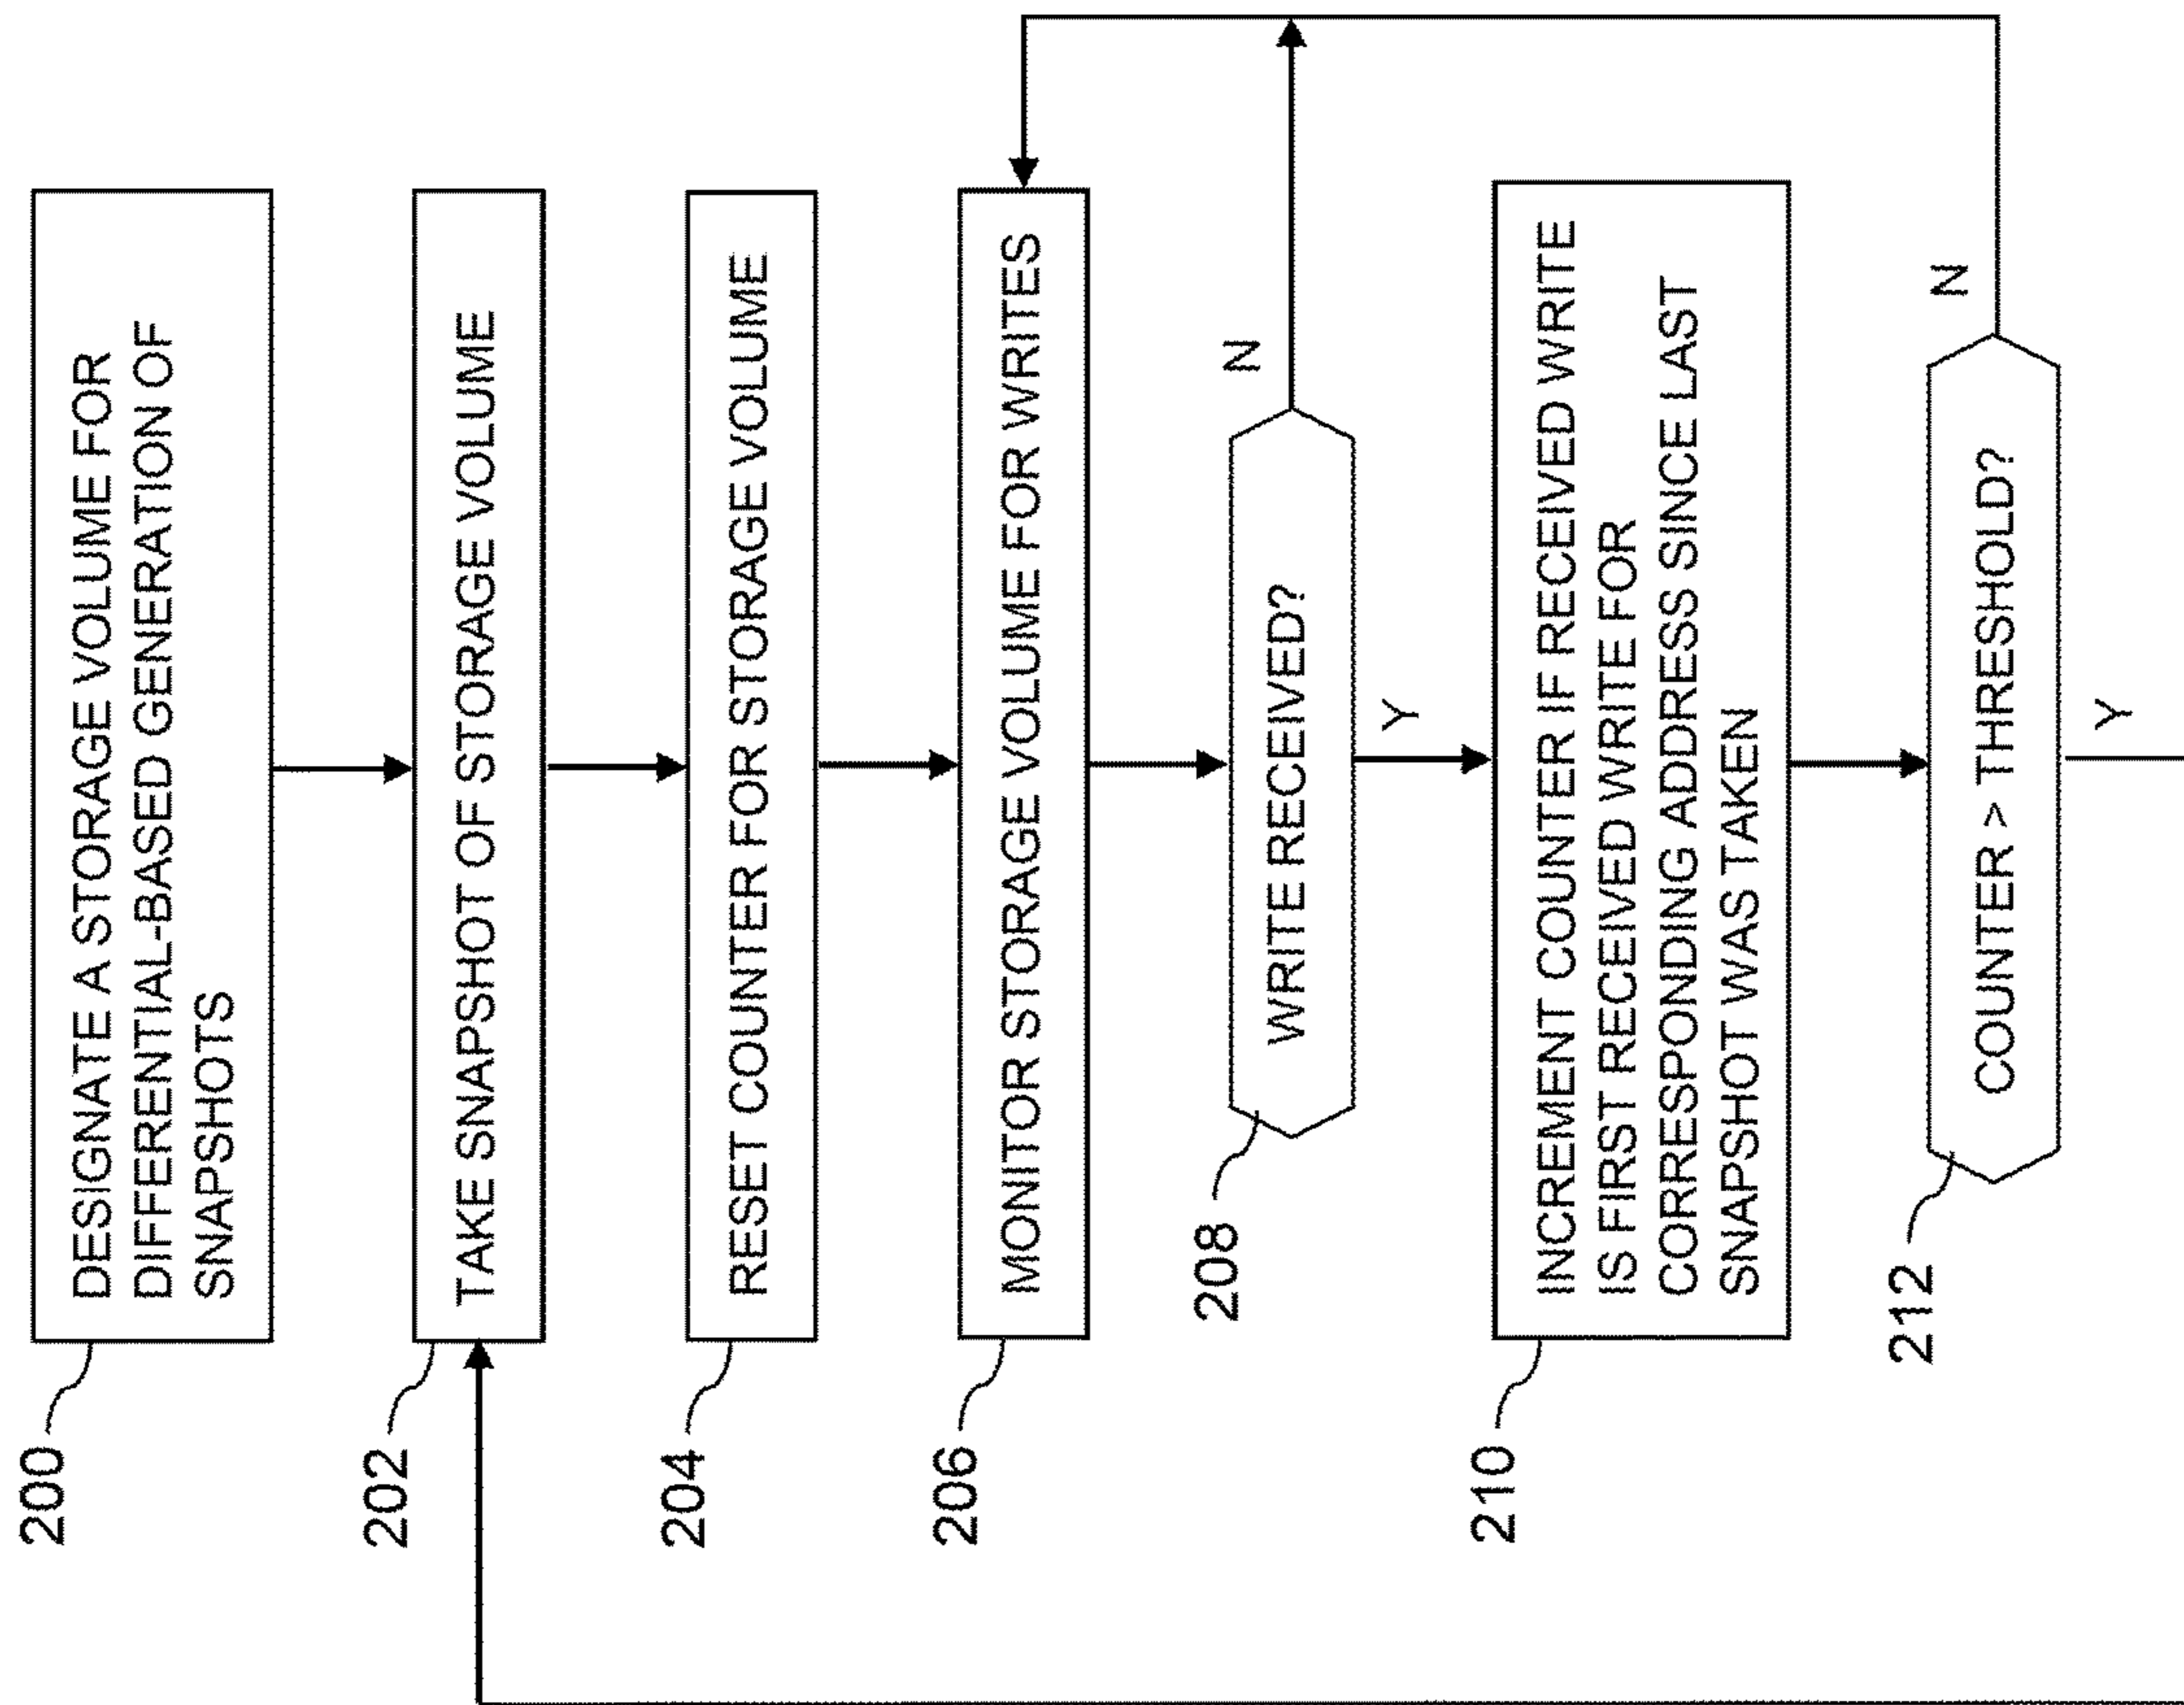 200
DESIGNATE A STORAGE VOLUME FOR
DIFFERENTIAL-BASED GENERATION OF
SNAPSHOTS
202
TAKE SNAPSHOT OF STORAGE VOLUME
204
RESET COUNTER FOR STORAGE VOLUME
206
MONITOR STORAGE VOLUME FOR WRITES
208
WRITE RECEIVED?
N
Y
210
INCREMENT COUNTER IF RECEIVED WRITE
IS FIRST RECEIVED WRITE FOR
CORRESPONDING ADDRESS SINCE LAST
SNAPSHOT WAS TAKEN
212
COUNTER > THRESHOLD?
N
Y